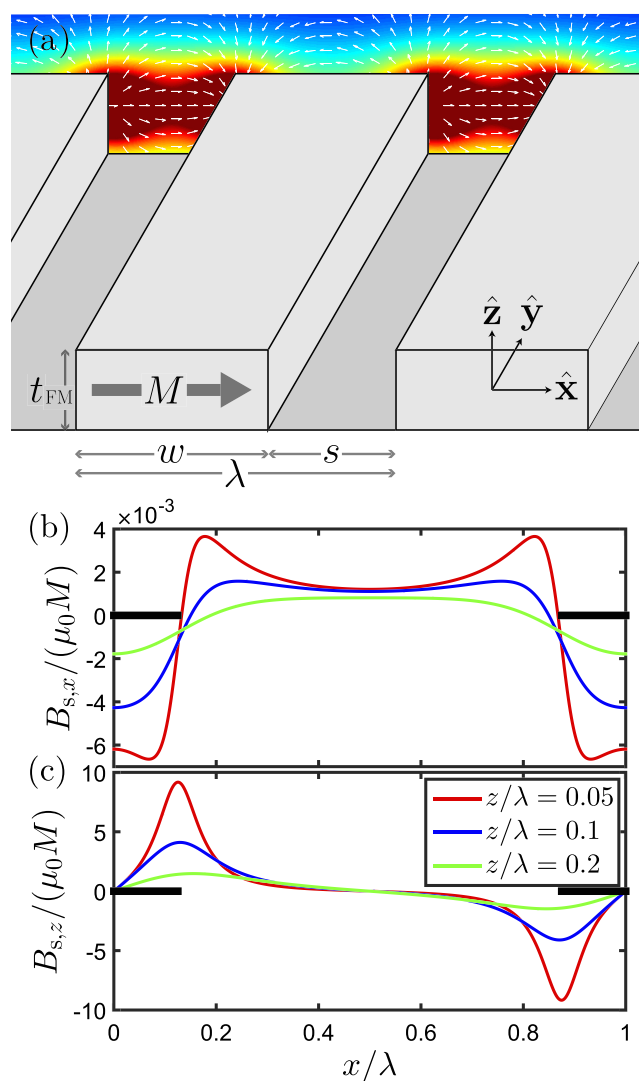 (a)
ẑ ŷ
x̂
t_FM
M
w s
λ
(b)
×10⁻³
4
2
0
-2
-4
-6
B_s,x/(μ₀M)
(c)
10
5
0
-5
-10
B_s,z/(μ₀M)
z/λ = 0.05
z/λ = 0.1
z/λ = 0.2
0 0.2 0.4 0.6 0.8 1
x/λ